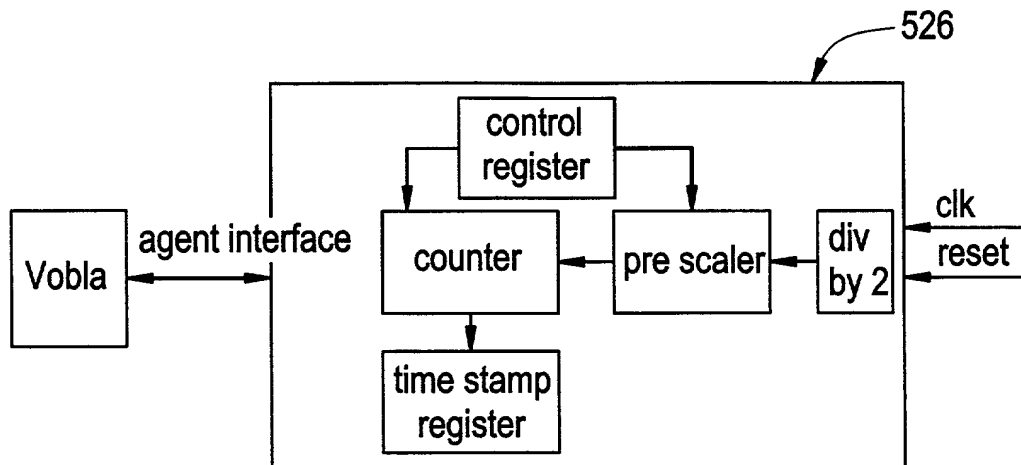 526
control
register
clk
agent interface
div
by 2
Vobla
counter
pre scaler
reset
time stamp
register